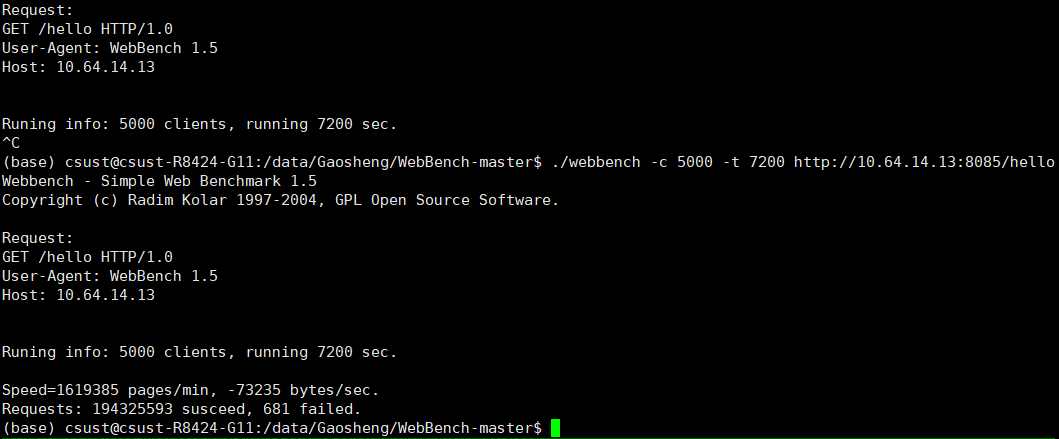 Request:
GET /hello HTTP/1.0
User-Agent: WebBench 1.5
Host: 10.64.14.13
Runing info: 5000 clients, running 7200 sec.
^C
(base) csust@csust-R8424-G11:/data/Gaosheng/WebBench-master$ ./webbench -c 5000 -t 7200 http://10.64.14.13:8085/hello
Webbench - Simple Web Benchmark 1.5
Copyright (c) Radim Kolar 1997-2004, GPL Open Source Software.
Request:
GET /hello HTTP/1.0
User-Agent: WebBench 1.5
Host: 10.64.14.13
Runing info: 5000 clients, running 7200 sec.
Speed=1619385 pages/min, -73235 bytes/sec.
Requests: 194325593 susceed, 681 failed.
(base) csust@csust-R8424-G11:/data/Gaosheng/WebBench-master$